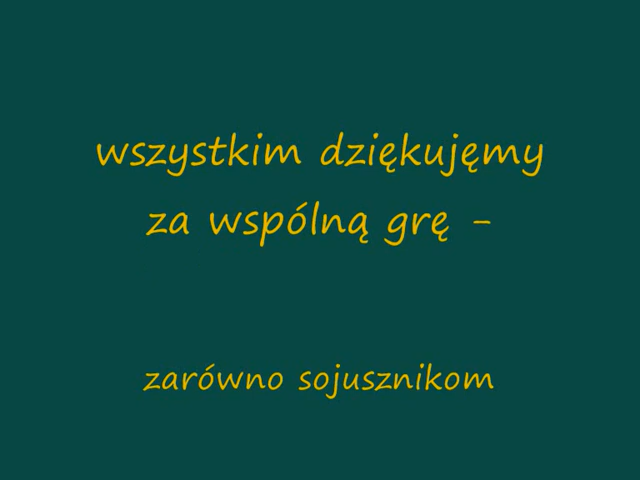 wszystkim dziękujęmy
za wspólną grę -
zarówno sojusznikom